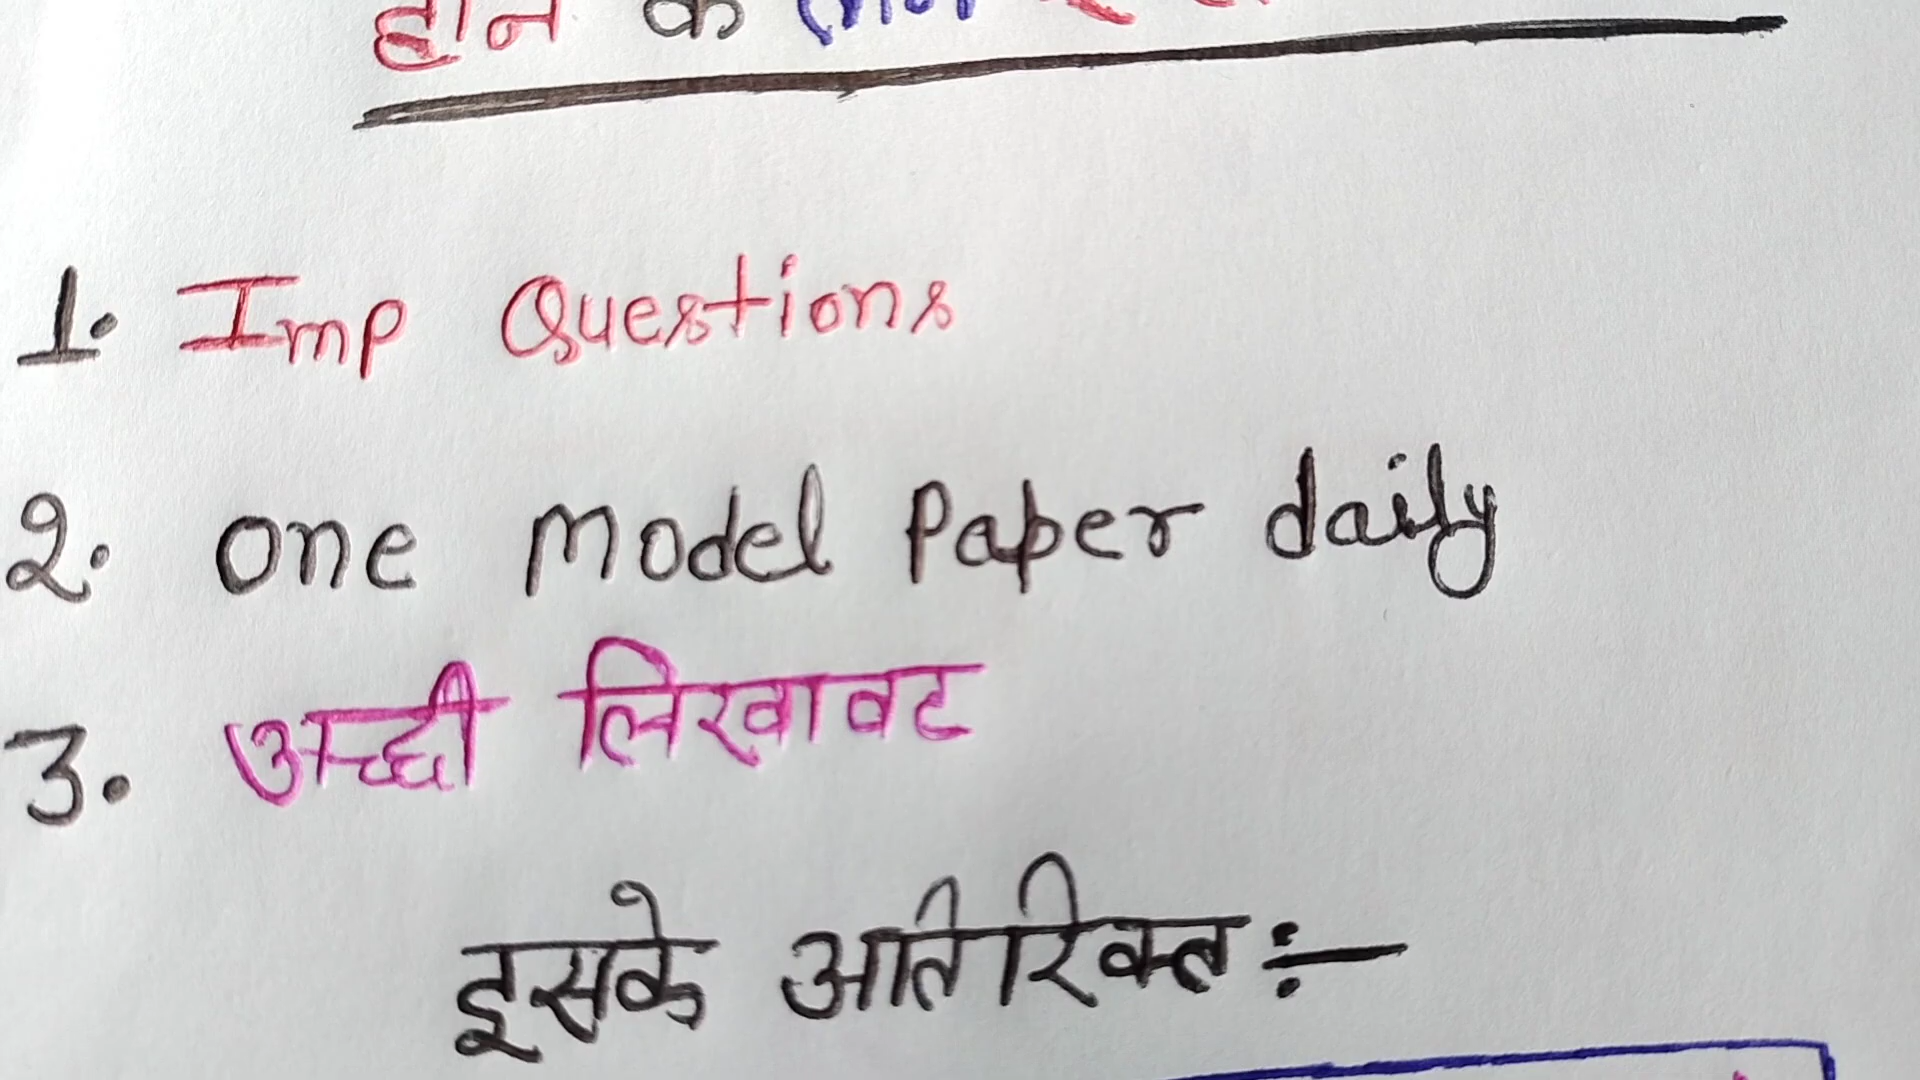 होने के
1. Imp Questions
2. one Model Paper daily
3. अच्छी लिखावट
इसके अतिरिक्त :-